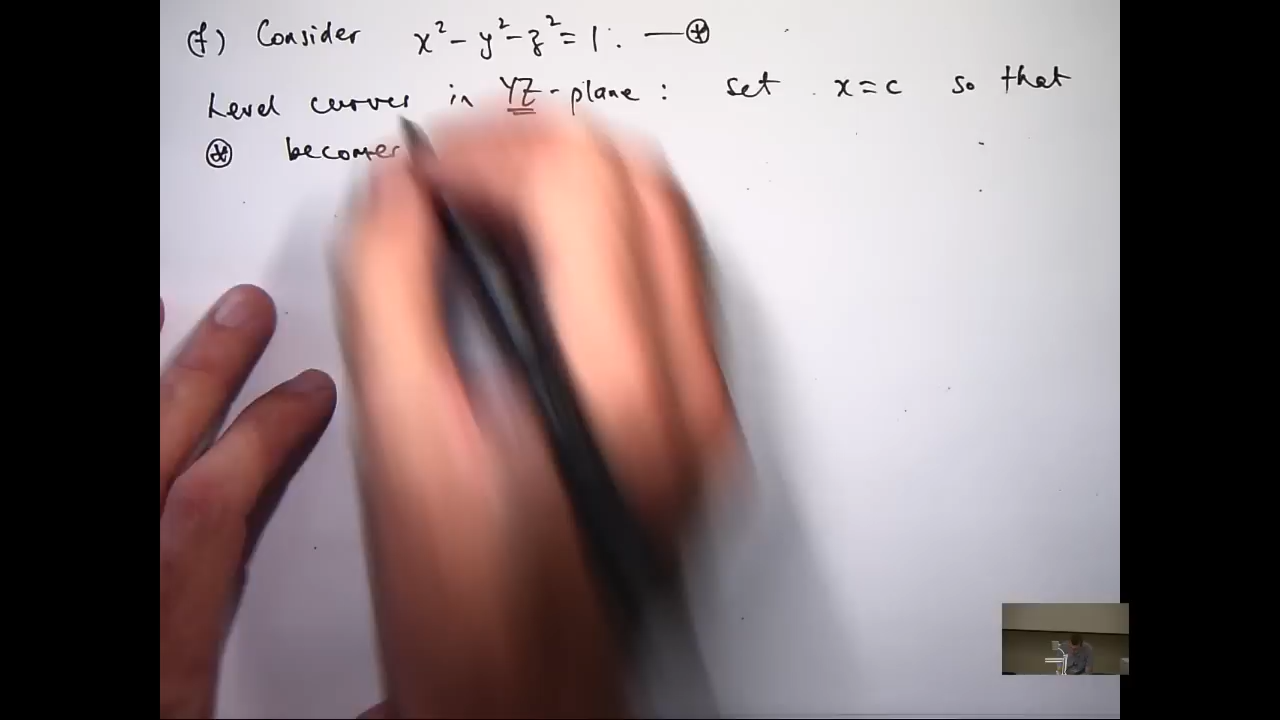 (f) Consider x² - y² - z² = 1. —⊛
Level curves in YZ-plane: set x = c so that
⊛ becomes